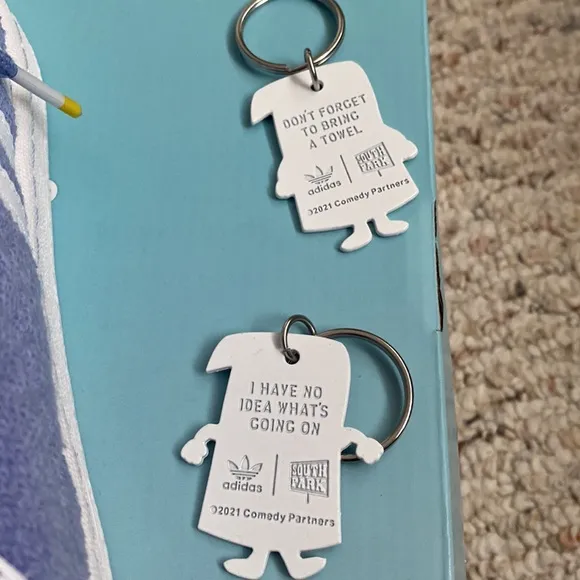 DON'T FORGET
TO BRING
A TOWEL
adidas | SOUTH PARK
©2021 Comedy Partners
I HAVE NO
IDEA WHAT'S
GOING ON
adidas | SOUTH PARK
©2021 Comedy Partners